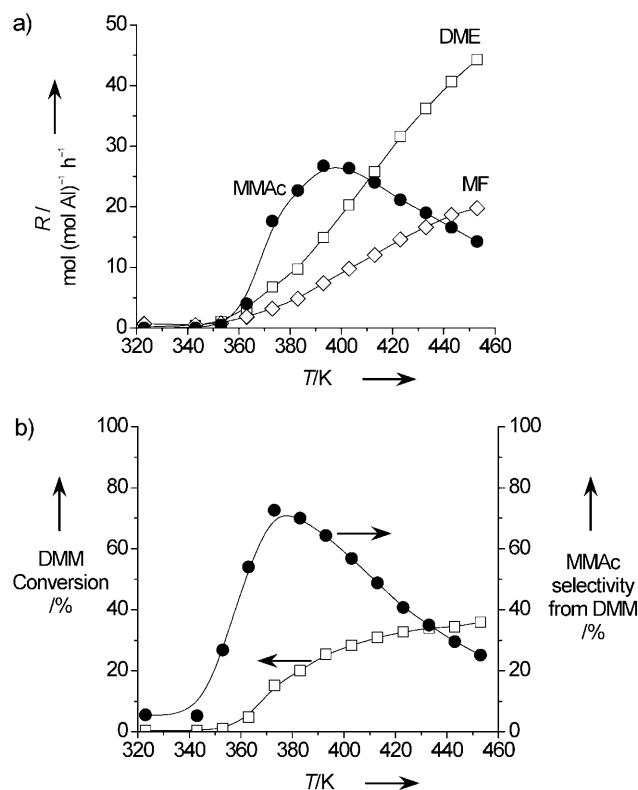 a)
50
40
30
20
10
0
R /
mol (mol Al)⁻¹ h⁻¹
DME
MMAc
MF
320 340 360 380 400 420 440 460
T/K
b)
100 100
80 80
60 60
40 40
20 20
0 0
DMM
Conversion
/%
MMAc
selectivity
from DMM
/%
320 340 360 380 400 420 440 460
T/K